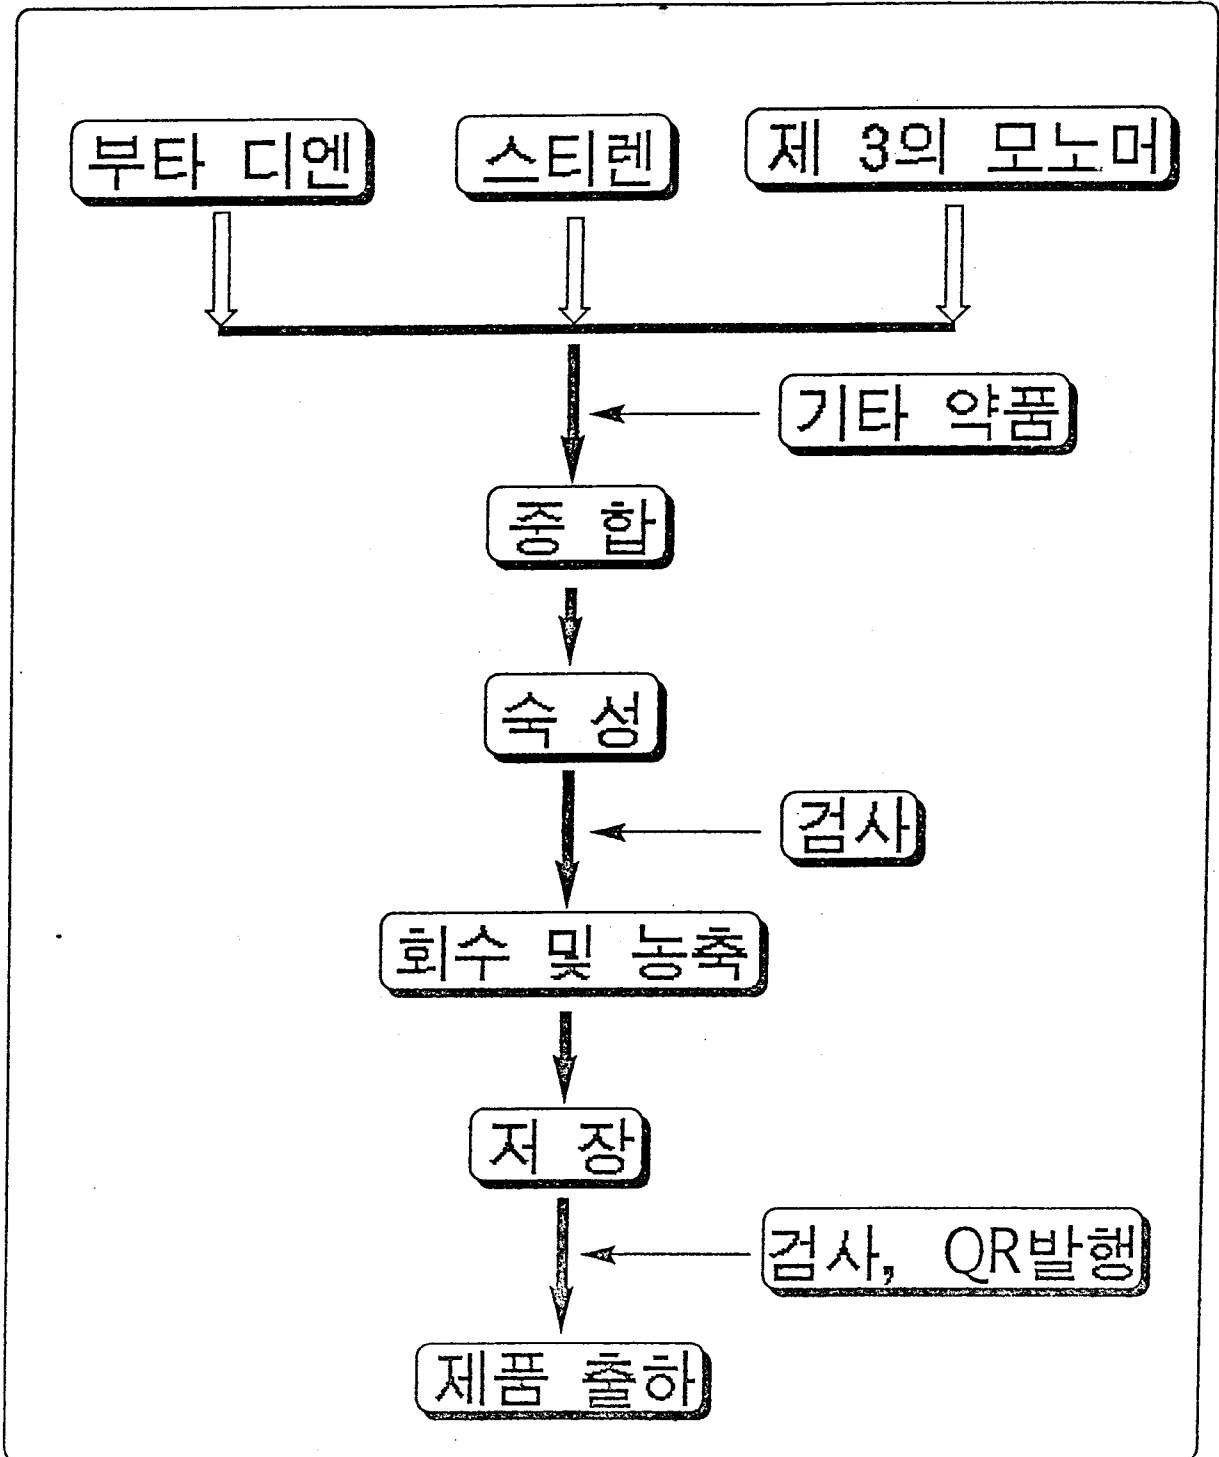 부타 디엔
스티렌
제 3의 모노머
기타 약품
중 합
숙 성
검사
회수 및 농축
저 장
검사, QR발행
제품 출하